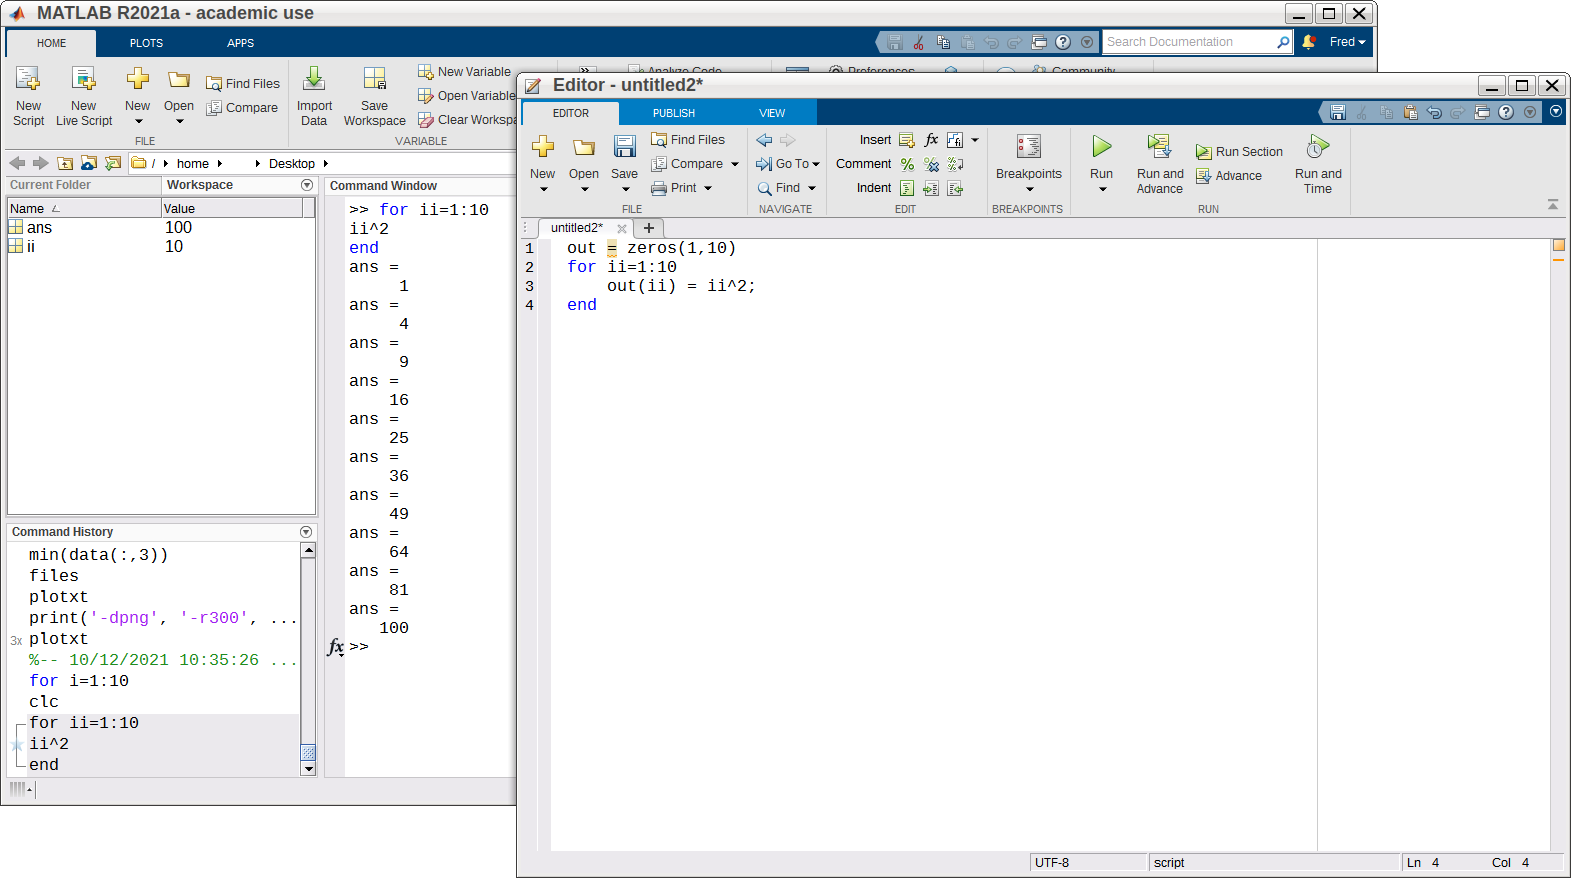 MATLAB R2021a - academic use
HOME PLOTS APPS
Search Documentation
Fred
New Script
New Live Script
New
Open
Find Files
Compare
Import Data
Save Workspace
New Variable
Open Variable
Clear Workspa
Analyze Code
Preferences
Community
FILE
VARIABLE
/ home Desktop
Current Folder
Workspace
Name Value
ans 100
ii 10
Command History
min(data(:,3))
files
plotxt
print('-dpng', '-r300', ...
3x plotxt
%-- 10/12/2021 10:35:26 ...
for i=1:10
clc
for ii=1:10
ii^2
end
Command Window
>> for ii=1:10
ii^2
end
ans =
1
ans =
4
ans =
9
ans =
16
ans =
25
ans =
36
ans =
49
ans =
64
ans =
81
ans =
100
fx >>
Editor - untitled2*
EDITOR PUBLISH VIEW
New
Open
Save
Find Files
Compare
Print
Go To
Find
Insert fx
Comment
Indent
Breakpoints
Run
Run and Advance
Run Section
Advance
Run and Time
FILE NAVIGATE EDIT BREAKPOINTS RUN
untitled2*
1 out = zeros(1,10)
2 for ii=1:10
3 out(ii) = ii^2;
4 end
UTF-8 script Ln 4 Col 4